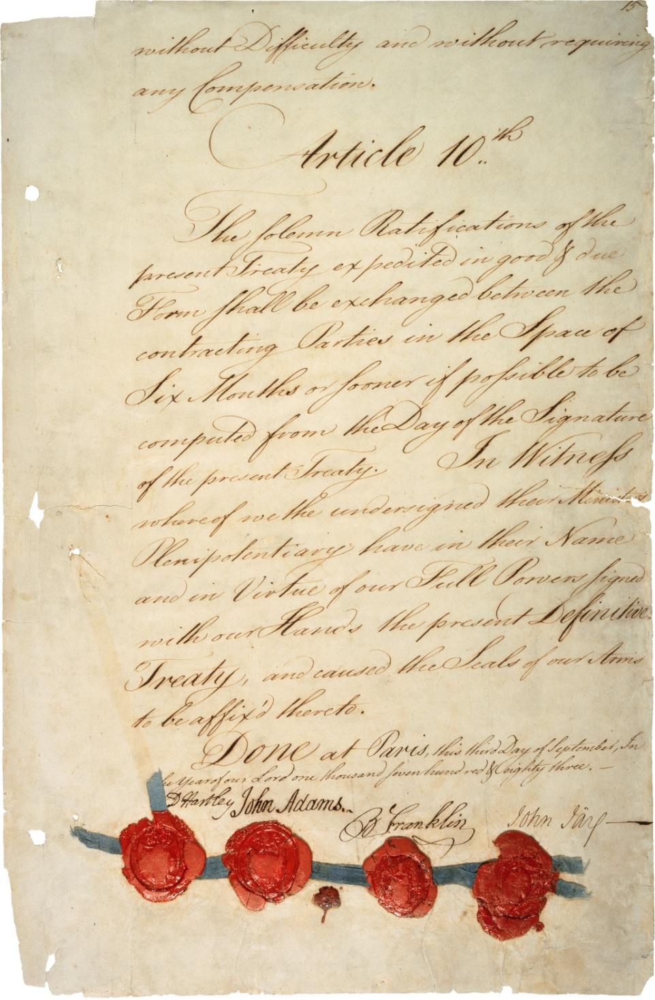 15
without Difficulty and without requiring
any Compensation.
Article 10..th
The solemn Ratifications of the
present Treaty expedited in good & due
Form shall be exchanged between the
contracting Parties in the Space of
Six Months or sooner if possible to be
computed from the Day of the Signature
of the present Treaty. In Witness
whereof we the undersigned their Ministers
Plenipotentiary have in their Name
and in Virtue of our Full Powers signed
with our Hands the present Definitive
Treaty, and caused the Seals of our Arms
to be affix'd thereto.
Done at Paris, this third Day of September, In
the Year of our Lord one thousand seven hundred & eighty three. —
D Hartley John Adams.
B Franklin John Jay —